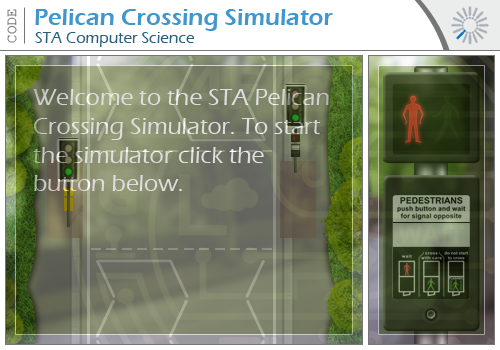 CODE
Pelican Crossing Simulator
STA Computer Science
Welcome to the STA Pelican
Crossing Simulator. To start
the simulator click the
button below.
PEDESTRIANS
push button and wait
for signal opposite
wait
cross
with care
do not start
to cross